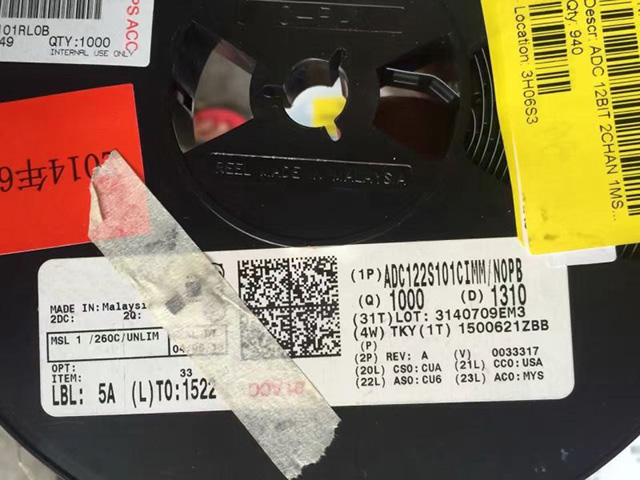 101RL0B
49 QTY:1000
INTERNAL USE ONLY
PS ACC
Descr: ADC 12BIT 2CHAN 1MS...
Qty: 940
Location: 3H06S3
2014年6
REEL MADE IN MALAYSIA
(1P) ADC122S101CIMM/NOPB
(Q) 1000 (D) 1310
(31T)LOT: 3140709EM3
(4W) TKY(1T) 1500621ZBB
(P)
(2P) REV: A (V) 0033317
(20L) CSO:CUA (21L) CCO:USA
(22L) ASO:CU6 (23L) ACO:MYS
MADE IN: Malaysi
2DC: 2Q:
MSL 1 /260C/UNLIM
OPT:
ITEM: 33
LBL: 5A (L)TO:1522